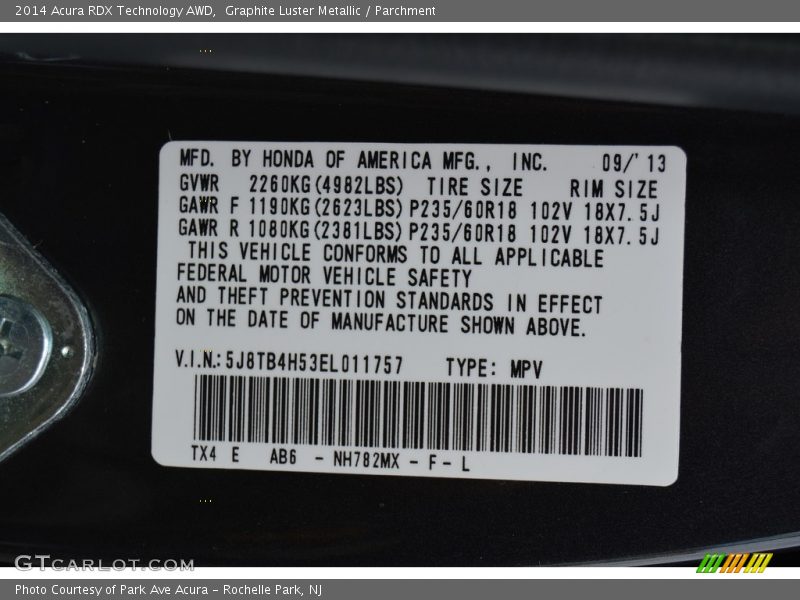 2014 Acura RDX Technology AWD, Graphite Luster Metallic / Parchment
MFD. BY HONDA OF AMERICA MFG., INC. 09/'13
GVWR 2260KG(4982LBS) TIRE SIZE RIM SIZE
GAWR F 1190KG(2623LBS) P235/60R18 102V 18X7.5J
GAWR R 1080KG(2381LBS) P235/60R18 102V 18X7.5J
THIS VEHICLE CONFORMS TO ALL APPLICABLE
FEDERAL MOTOR VEHICLE SAFETY
AND THEFT PREVENTION STANDARDS IN EFFECT
ON THE DATE OF MANUFACTURE SHOWN ABOVE.
V.I.N.: 5J8TB4H53EL011757 TYPE: MPV
TX4 E AB6 - NH782MX - F - L
GTCARLOT.COM
Photo Courtesy of Park Ave Acura - Rochelle Park, NJ